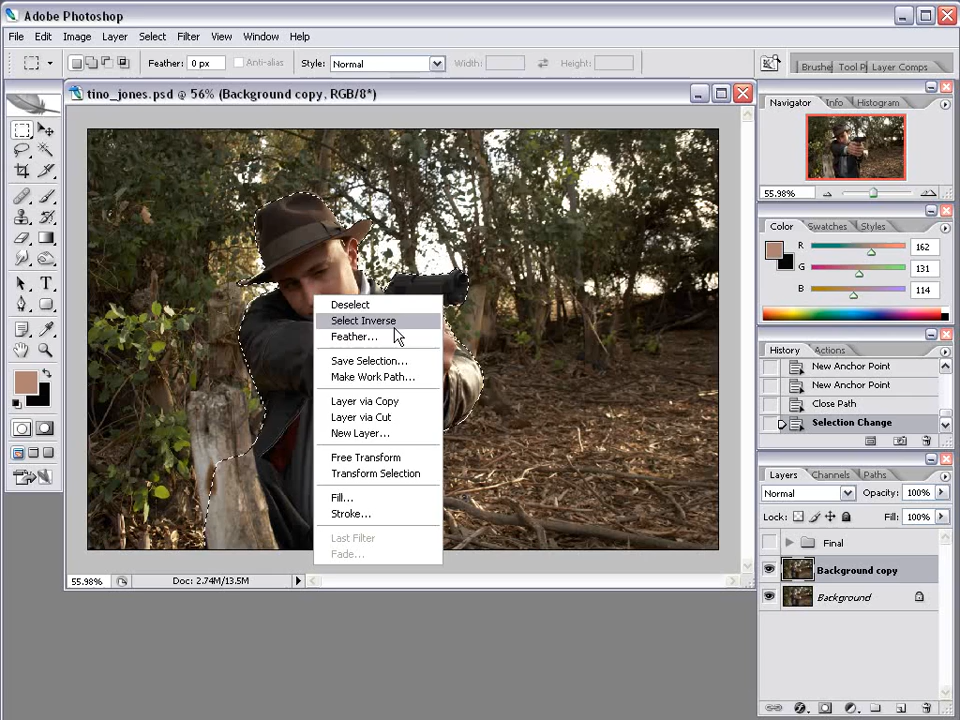 Adobe Photoshop
File Edit Image Layer Select Filter View Window Help
Feather: 0 px Anti-alias Style: Normal Width: Height: Brushes Tool P Layer Comps
tino_jones.psd @ 56% (Background copy, RGB/8*)
Navigator Info Histogram
55.98%
Color Swatches Styles
R 162
G 131
B 114
Deselect
Select Inverse
Feather...
Save Selection...
Make Work Path...
Layer via Copy
Layer via Cut
New Layer...
Free Transform
Transform Selection
Fill...
Stroke...
Last Filter
Fade...
History Actions
New Anchor Point
New Anchor Point
Close Path
Selection Change
Layers Channels Paths
Normal Opacity: 100%
Lock: Fill: 100%
Final
Background copy
Background
55.98% Doc: 2.74M/13.5M